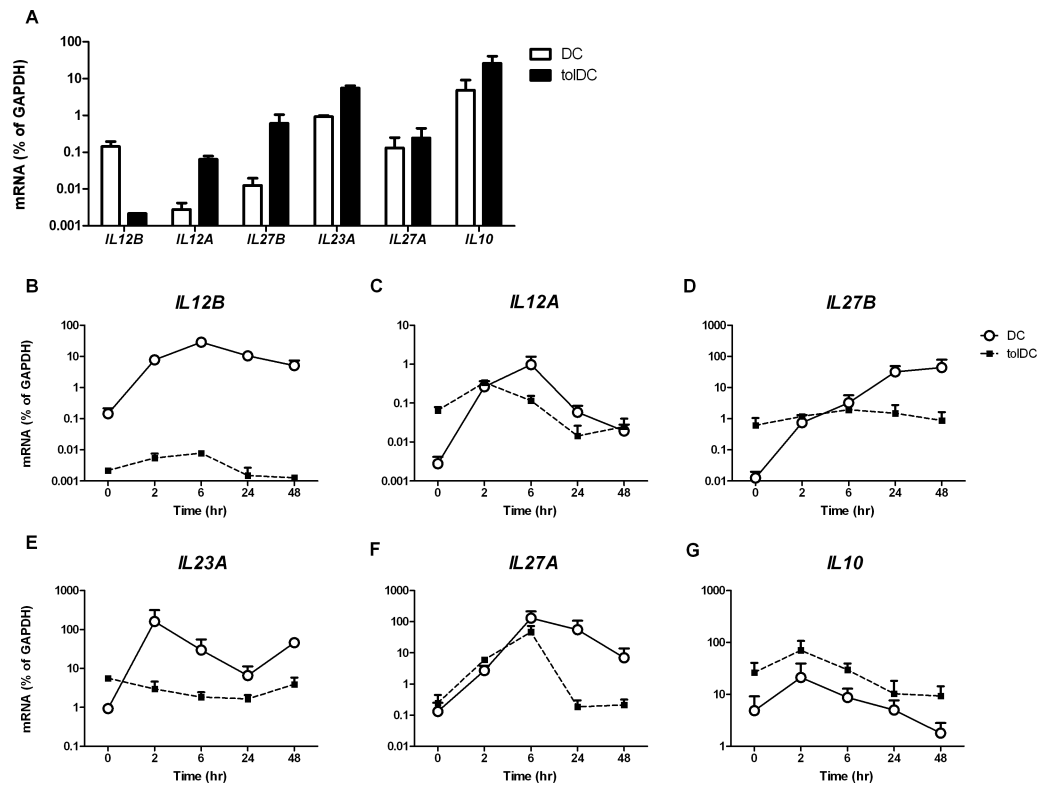 A
mRNA (% of GAPDH)
100
10
1
0.1
0.01
0.001
IL12B IL12A IL27B IL23A IL27A IL10
DC
tolDC
B
IL12B
mRNA (% of GAPDH)
100
10
1
0.1
0.01
0.001
0 2 6 24 48
Time (hr)
C
IL12A
10
1
0.1
0.01
0.001
0 2 6 24 48
Time (hr)
D
IL27B
1000
100
10
1
0.1
0.01
0 2 6 24 48
Time (hr)
DC
tolDC
E
IL23A
mRNA (% of GAPDH)
1000
100
10
1
0.1
0 2 6 24 48
Time (hr)
F
IL27A
1000
100
10
1
0.1
0.01
0 2 6 24 48
Time (hr)
G
IL10
1000
100
10
1
0 2 6 24 48
Time (hr)